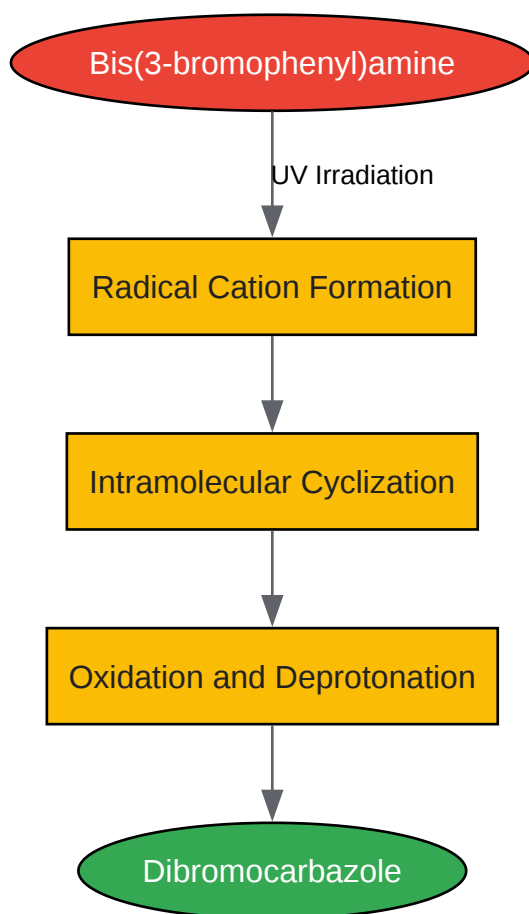 Bis(3-bromophenyl)amine
UV Irradiation
Radical Cation Formation
Intramolecular Cyclization
Oxidation and Deprotonation
Dibromocarbazole